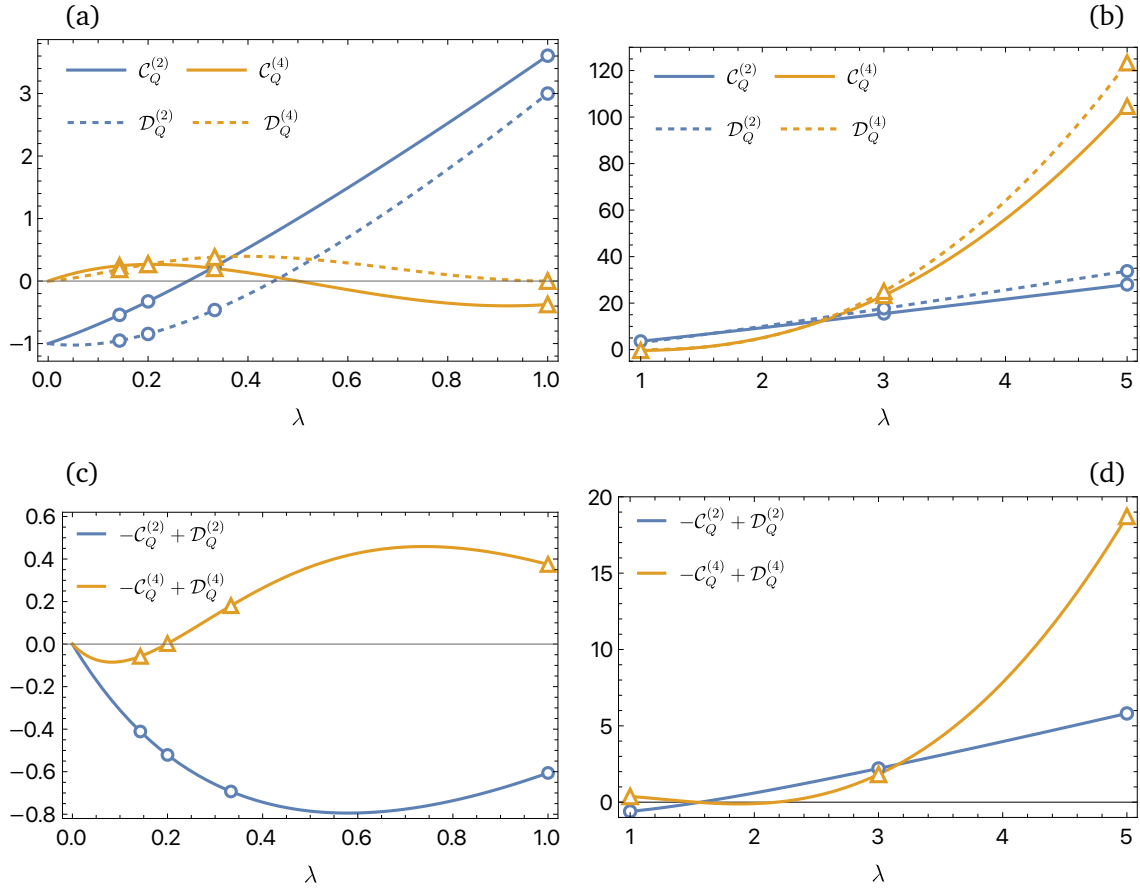 (a)
(b)
𝒞_Q^(2) 𝒞_Q^(4)
𝒟_Q^(2) 𝒟_Q^(4)
3
2
1
0
−1
0.0 0.2 0.4 0.6 0.8 1.0
λ
𝒞_Q^(2) 𝒞_Q^(4)
𝒟_Q^(2) 𝒟_Q^(4)
120
100
80
60
40
20
0
1 2 3 4 5
λ
(c)
(d)
−𝒞_Q^(2) + 𝒟_Q^(2)
−𝒞_Q^(4) + 𝒟_Q^(4)
0.6
0.4
0.2
0.0
−0.2
−0.4
−0.6
−0.8
0.0 0.2 0.4 0.6 0.8 1.0
λ
−𝒞_Q^(2) + 𝒟_Q^(2)
−𝒞_Q^(4) + 𝒟_Q^(4)
20
15
10
5
0
1 2 3 4 5
λ